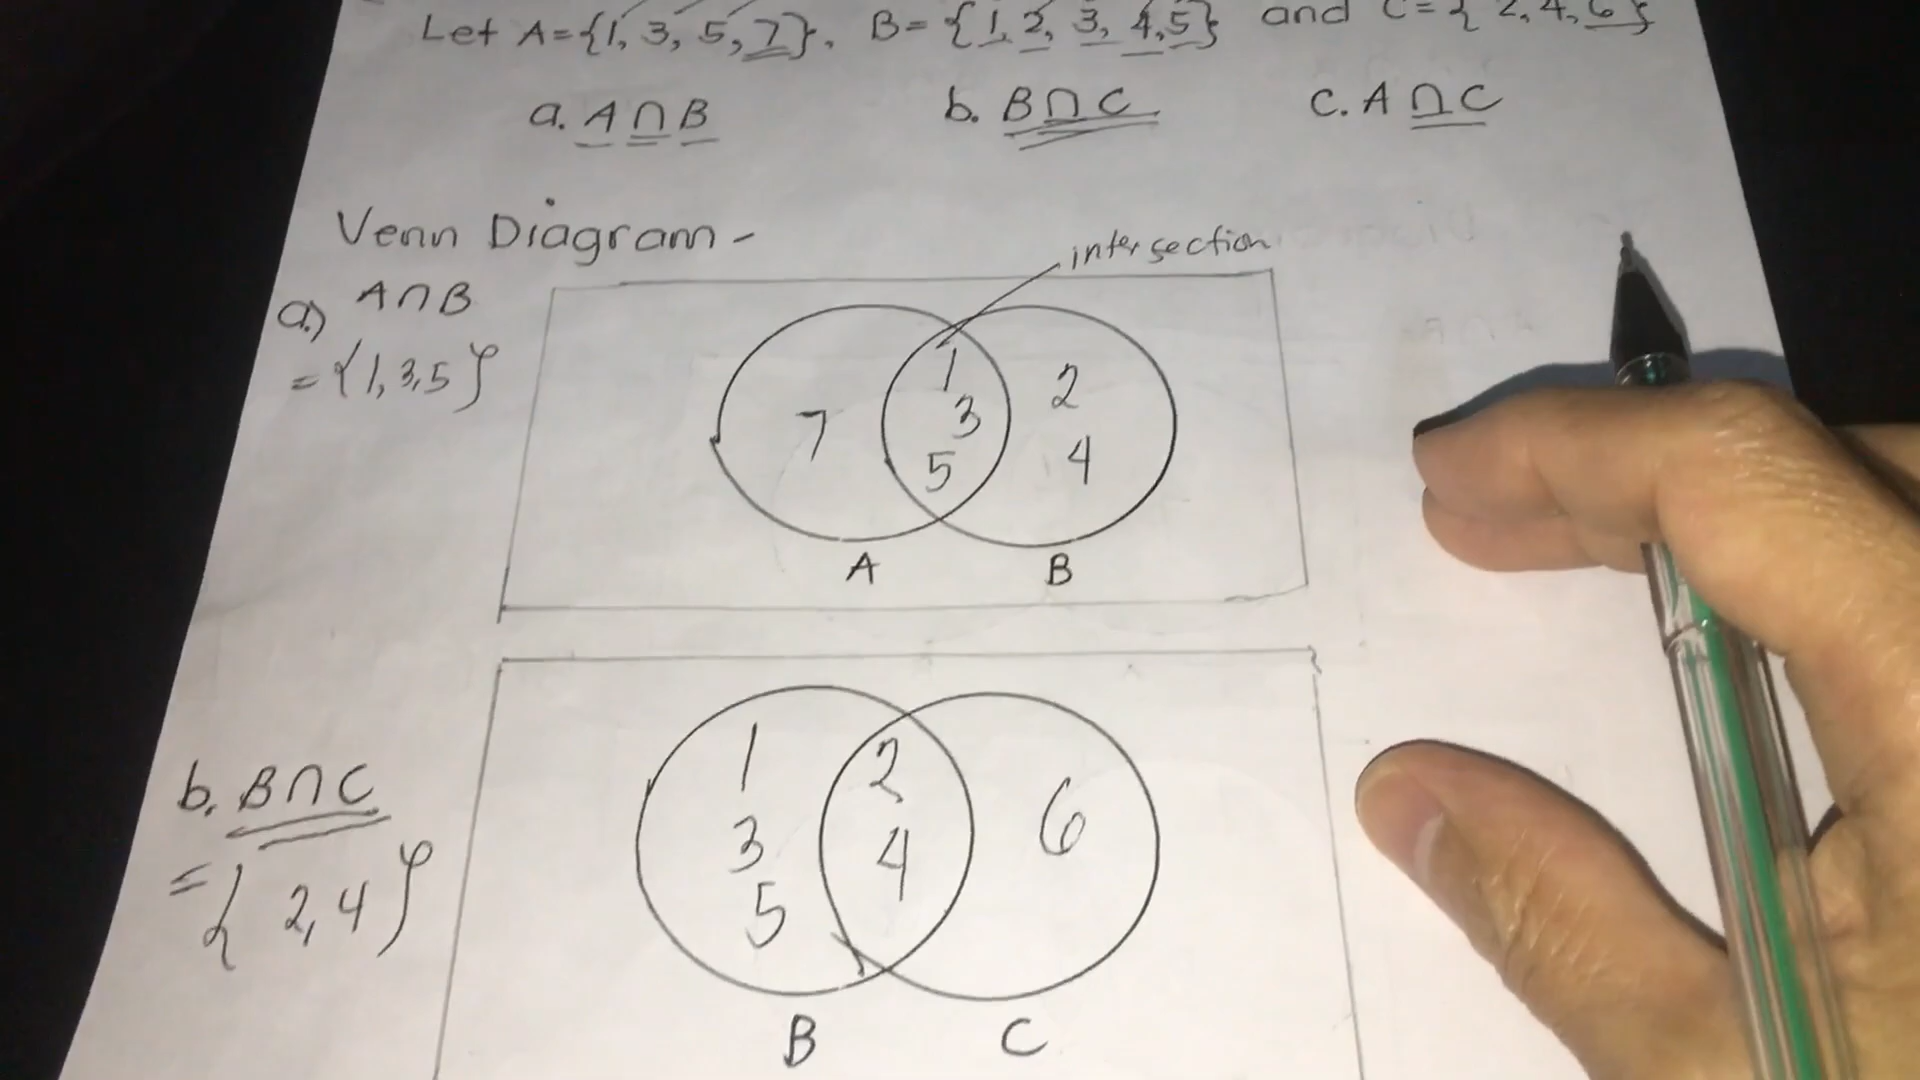 Let A={1, 3, 5, 7}, B={1, 2, 3, 4, 5} and C={2, 4, 6}
a. A∩B b. B∩C c. A∩C
Venn Diagram -
intersection
a.) A∩B
= {1, 3, 5}
1
7 3 2
5 4
A B
b. B∩C
= { 2, 4 }
1 2
3 4 6
5
B C